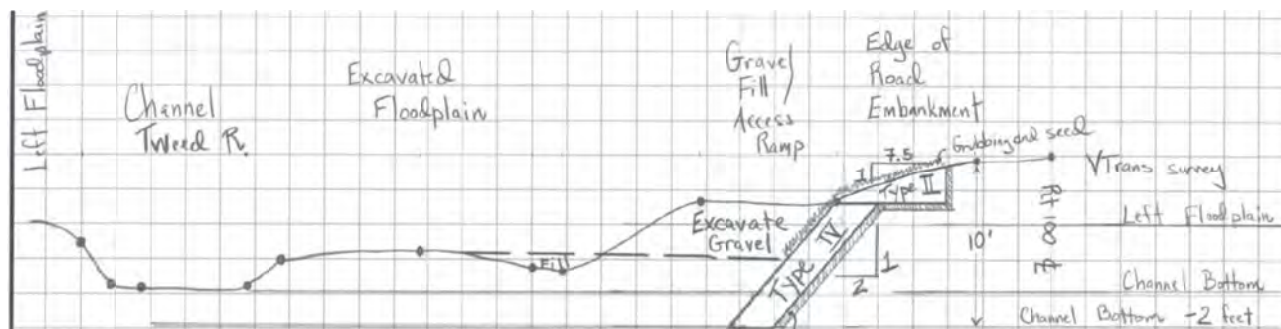 Left Floodplain
Channel
Tweed R.
Excavated
Floodplain
Gravel
Fill/
Access
Ramp
Edge of
Road
Embankment
Grubbing and seed
7.5
1
Type II
VTrans survey
Left Floodplain
Excavate
Gravel
Fill
Type IV
1
2
10'
Rt 100
Channel Bottom
Channel Bottom -2 feet